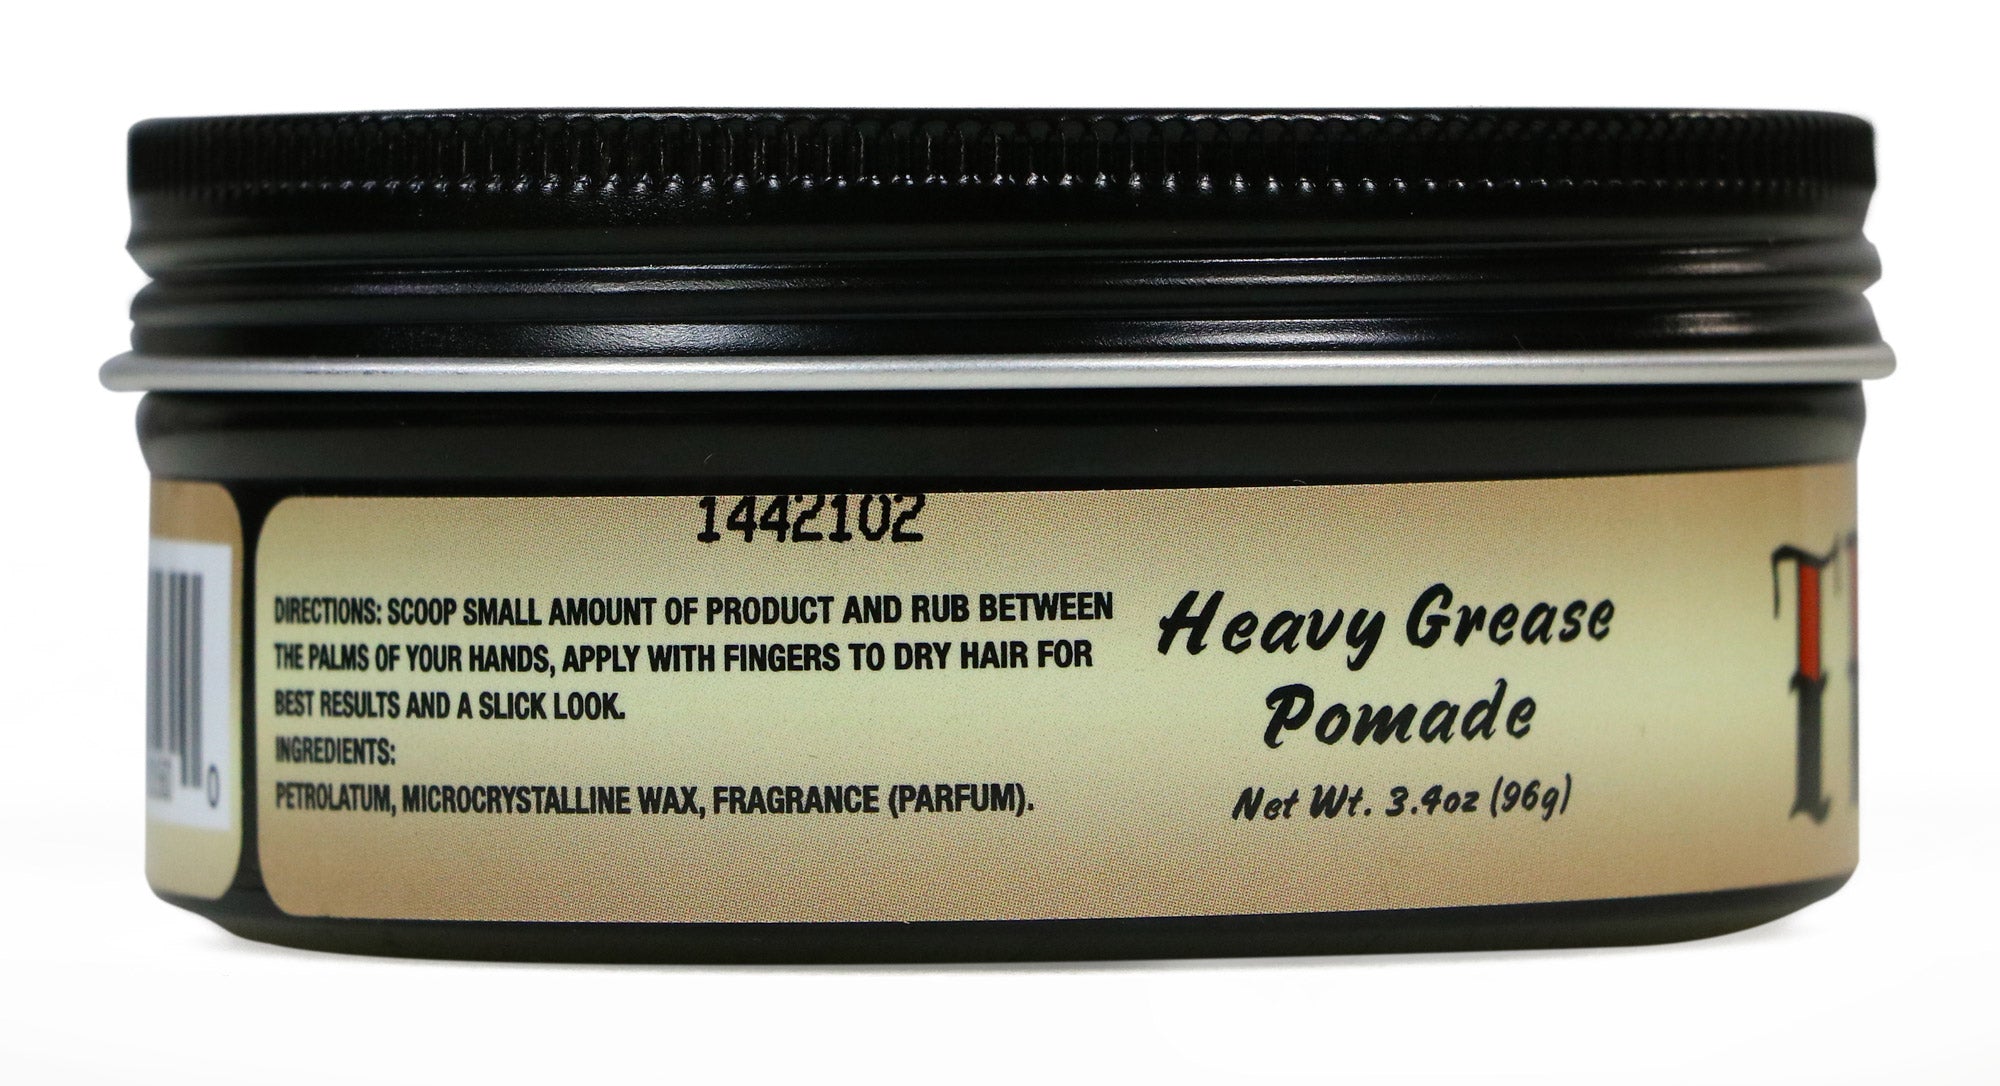 1442102
DIRECTIONS: SCOOP SMALL AMOUNT OF PRODUCT AND RUB BETWEEN
THE PALMS OF YOUR HANDS, APPLY WITH FINGERS TO DRY HAIR FOR
BEST RESULTS AND A SLICK LOOK.
INGREDIENTS:
PETROLATUM, MICROCRYSTALLINE WAX, FRAGRANCE (PARFUM).
Heavy Grease
Pomade
Net Wt. 3.4oz (96g)
0